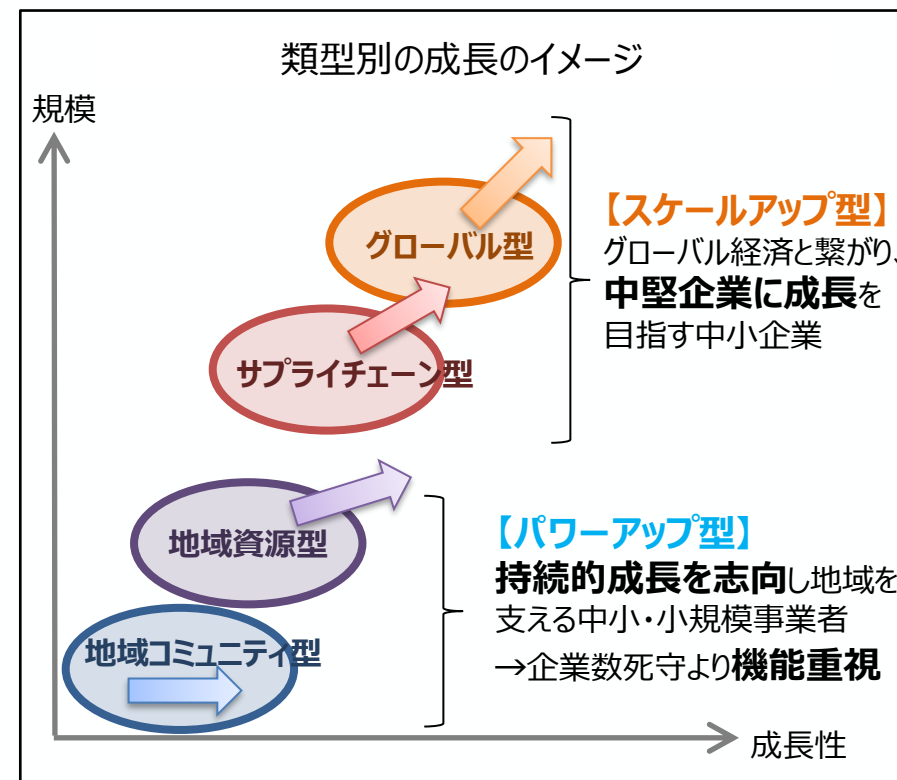 類型別の成長のイメージ
規模
グローバル型
【スケールアップ型】
グローバル経済と繋がり、
中堅企業に成長を
目指す中小企業
サプライチェーン型
地域資源型
【パワーアップ型】
持続的成長を志向し地域を
支える中小・小規模事業者
→企業数死守より機能重視
地域コミュニティ型
成長性